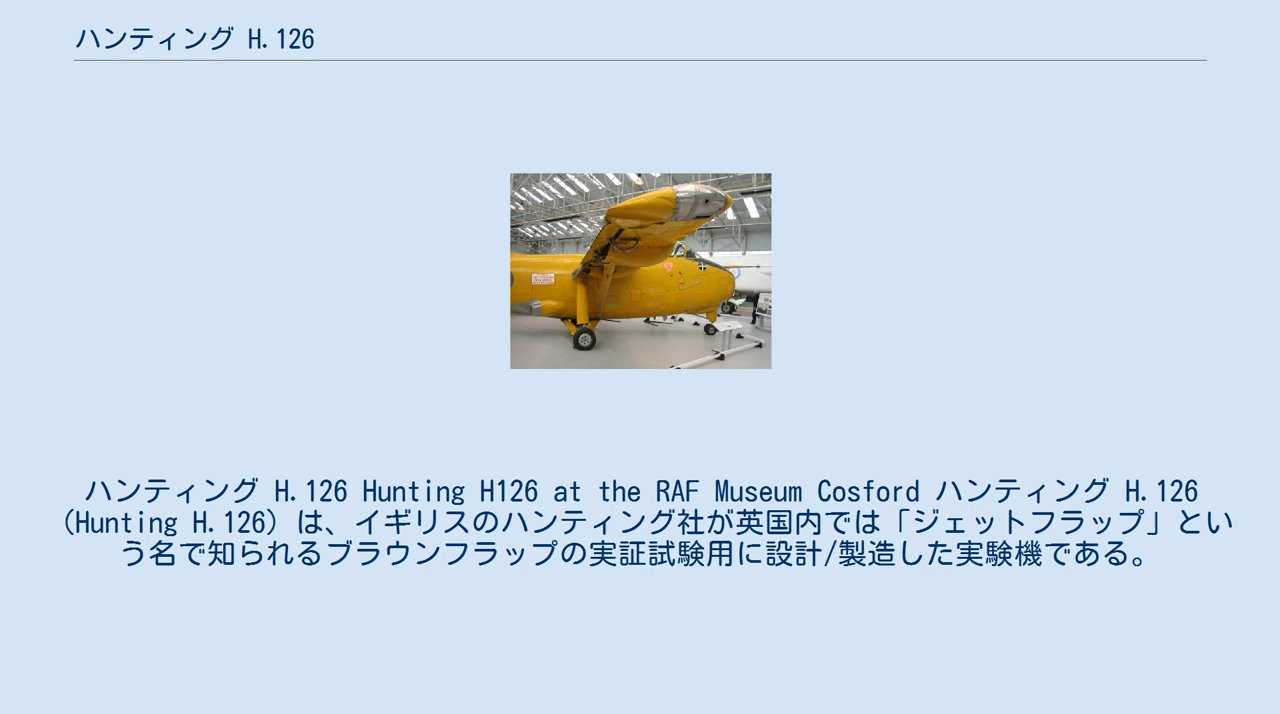 ハンティング H.126
ハンティング H.126 Hunting H126 at the RAF Museum Cosford ハンティング H.126
(Hunting H.126) は、イギリスのハンティング社が英国内では「ジェットフラップ」とい
う名で知られるブラウンフラップの実証試験用に設計/製造した実験機である。